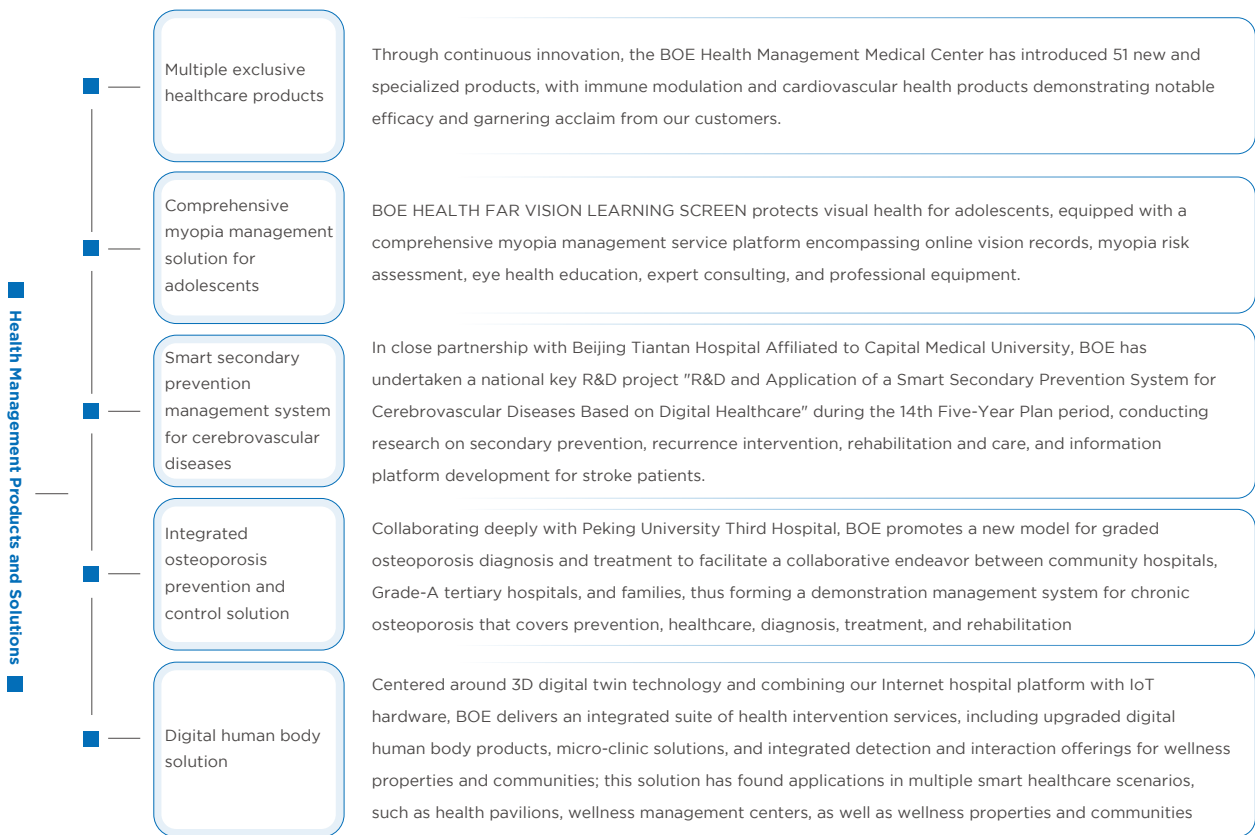 Health Management Products and Solutions
Multiple exclusive
healthcare products
Through continuous innovation, the BOE Health Management Medical Center has introduced 51 new and
specialized products, with immune modulation and cardiovascular health products demonstrating notable
efficacy and garnering acclaim from our customers.
Comprehensive
myopia management
solution for
adolescents
BOE HEALTH FAR VISION LEARNING SCREEN protects visual health for adolescents, equipped with a
comprehensive myopia management service platform encompassing online vision records, myopia risk
assessment, eye health education, expert consulting, and professional equipment.
Smart secondary
prevention
management system
for cerebrovascular
diseases
In close partnership with Beijing Tiantan Hospital Affiliated to Capital Medical University, BOE has
undertaken a national key R&D project "R&D and Application of a Smart Secondary Prevention System for
Cerebrovascular Diseases Based on Digital Healthcare" during the 14th Five-Year Plan period, conducting
research on secondary prevention, recurrence intervention, rehabilitation and care, and information
platform development for stroke patients.
Integrated
osteoporosis
prevention and
control solution
Collaborating deeply with Peking University Third Hospital, BOE promotes a new model for graded
osteoporosis diagnosis and treatment to facilitate a collaborative endeavor between community hospitals,
Grade-A tertiary hospitals, and families, thus forming a demonstration management system for chronic
osteoporosis that covers prevention, healthcare, diagnosis, treatment, and rehabilitation
Digital human body
solution
Centered around 3D digital twin technology and combining our Internet hospital platform with IoT
hardware, BOE delivers an integrated suite of health intervention services, including upgraded digital
human body products, micro-clinic solutions, and integrated detection and interaction offerings for wellness
properties and communities; this solution has found applications in multiple smart healthcare scenarios,
such as health pavilions, wellness management centers, as well as wellness properties and communities